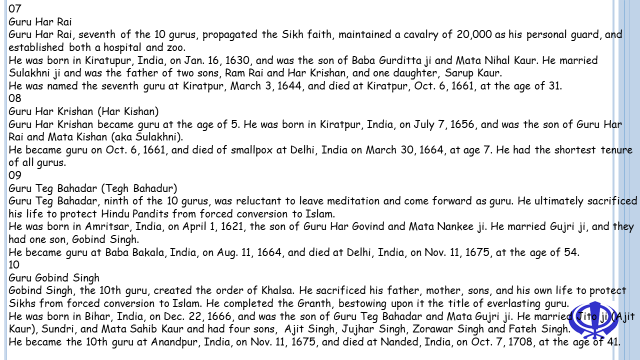 07
Guru Har Rai
Guru Har Rai, seventh of the 10 gurus, propagated the Sikh faith, maintained a cavalry of 20,000 as his personal guard, and
established both a hospital and zoo.
He was born in Kiratupur, India, on Jan. 16, 1630, and was the son of Baba Gurditta ji and Mata Nihal Kaur. He married
Sulakhni ji and was the father of two sons, Ram Rai and Har Krishan, and one daughter, Sarup Kaur.
He was named the seventh guru at Kiratpur, March 3, 1644, and died at Kiratpur, Oct. 6, 1661, at the age of 31.
08
Guru Har Krishan (Har Kishan)
Guru Har Krishan became guru at the age of 5. He was born in Kiratpur, India, on July 7, 1656, and was the son of Guru Har
Rai and Mata Kishan (aka Sulakhni).
He became guru on Oct. 6, 1661, and died of smallpox at Delhi, India on March 30, 1664, at age 7. He had the shortest tenure
of all gurus.
09
Guru Teg Bahadar (Tegh Bahadur)
Guru Teg Bahadar, ninth of the 10 gurus, was reluctant to leave meditation and come forward as guru. He ultimately sacrificed
his life to protect Hindu Pandits from forced conversion to Islam.
He was born in Amritsar, India, on April 1, 1621, the son of Guru Har Govind and Mata Nankee ji. He married Gujri ji, and they
had one son, Gobind Singh.
He became guru at Baba Bakala, India, on Aug. 11, 1664, and died at Delhi, India, on Nov. 11, 1675, at the age of 54.
10
Guru Gobind Singh
Gobind Singh, the 10th guru, created the order of Khalsa. He sacrificed his father, mother, sons, and his own life to protect
Sikhs from forced conversion to Islam. He completed the Granth, bestowing upon it the title of everlasting guru.
He was born in Bihar, India, on Dec. 22, 1666, and was the son of Guru Teg Bahadar and Mata Gujri ji. He married Jito ji (Ajit
Kaur), Sundri, and Mata Sahib Kaur and had four sons, Ajit Singh, Jujhar Singh, Zorawar Singh and Fateh Singh.
He became the 10th guru at Anandpur, India, on Nov. 11, 1675, and died at Nanded, India, on Oct. 7, 1708, at the age of 41.